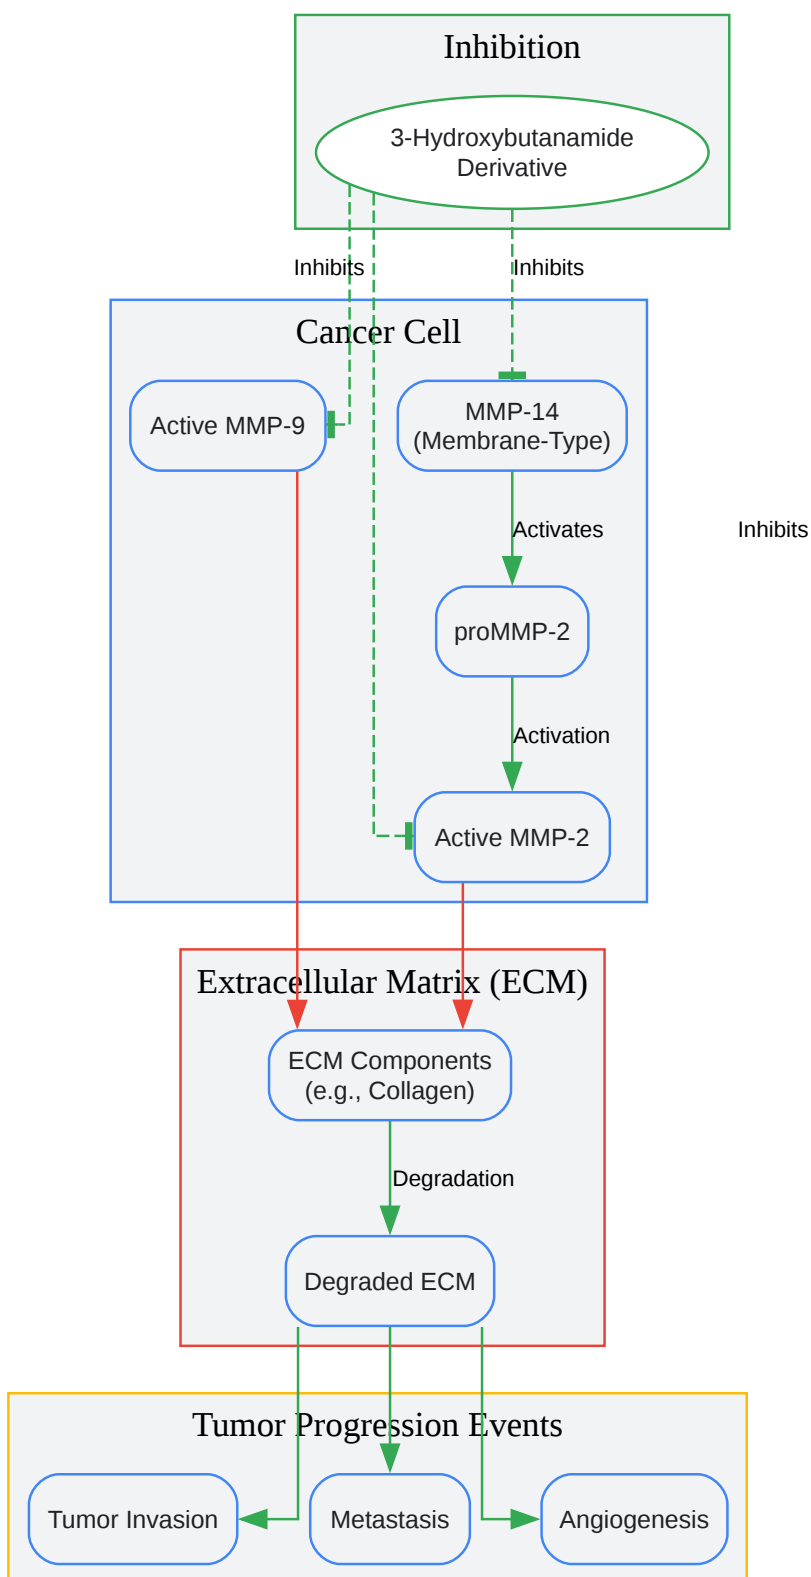 Inhibition
3-Hydroxybutanamide
Derivative
Inhibits
Inhibits
Cancer Cell
Active MMP-9
MMP-14
(Membrane-Type)
Activates
Inhibits
proMMP-2
Activation
Active MMP-2
Extracellular Matrix (ECM)
ECM Components
(e.g., Collagen)
Degradation
Degraded ECM
Tumor Progression Events
Tumor Invasion
Metastasis
Angiogenesis